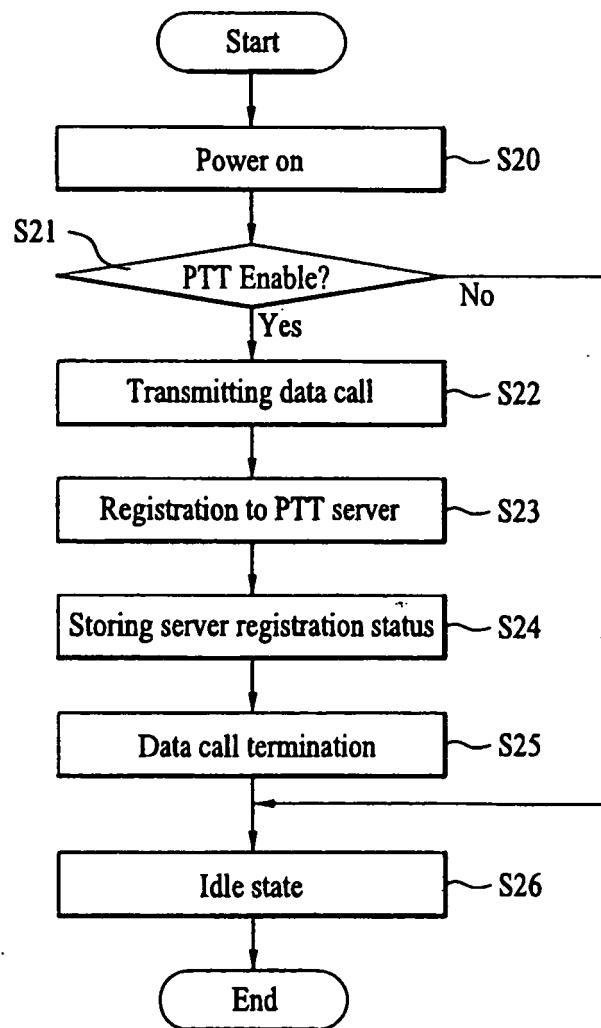 Start
Power on
S20
S21
PTT Enable?
No
Yes
Transmitting data call
S22
Registration to PTT server
S23
Storing server registration status
S24
Data call termination
S25
Idle state
S26
End